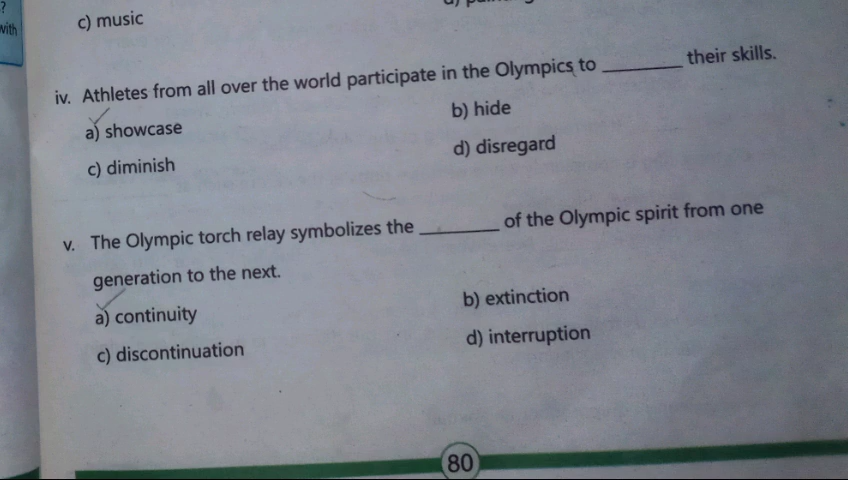 ?
with
c) music
iv. Athletes from all over the world participate in the Olympics to ________ their skills.
a) showcase
b) hide
c) diminish
d) disregard
v. The Olympic torch relay symbolizes the ________ of the Olympic spirit from one
generation to the next.
a) continuity
b) extinction
c) discontinuation
d) interruption
80